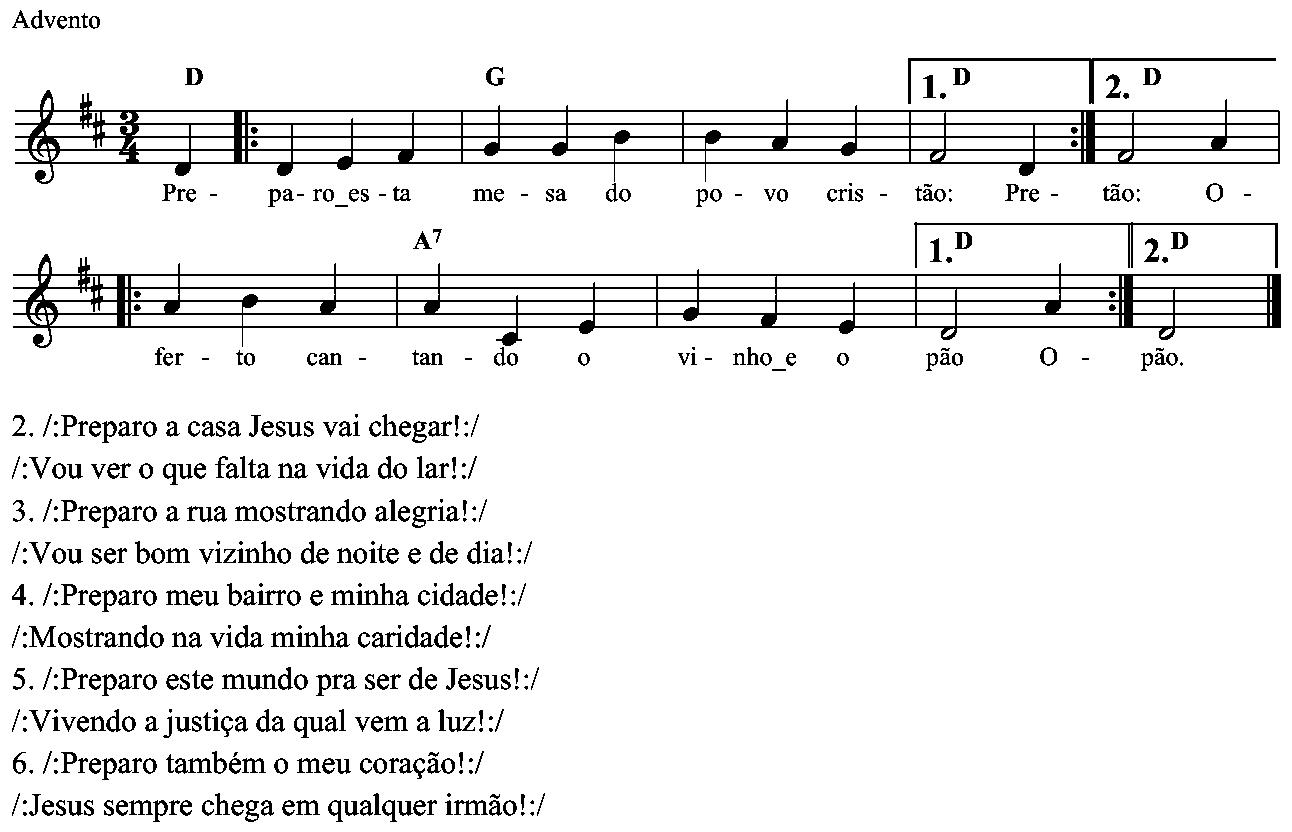 Advento
D G 1. D 2. D
3
4
Pre - pa- ro_es - ta me - sa do po - vo cris - tão: Pre - tão: O -
A7 1. D 2. D
fer - to can - tan - do o vi - nho_e o pão O - pão.
2. /:Preparo a casa Jesus vai chegar!:/
/:Vou ver o que falta na vida do lar!:/
3. /:Preparo a rua mostrando alegria!:/
/:Vou ser bom vizinho de noite e de dia!:/
4. /:Preparo meu bairro e minha cidade!:/
/:Mostrando na vida minha caridade!:/
5. /:Preparo este mundo pra ser de Jesus!:/
/:Vivendo a justiça da qual vem a luz!:/
6. /:Preparo também o meu coração!:/
/:Jesus sempre chega em qualquer irmão!:/